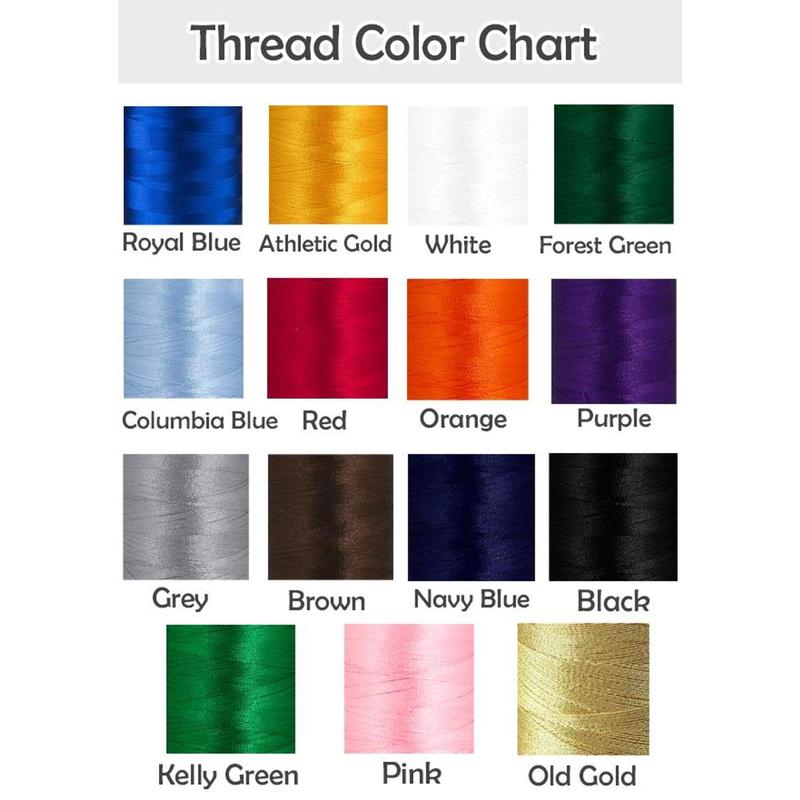 Thread Color Chart
Royal Blue Athletic Gold White Forest Green
Columbia Blue Red Orange Purple
Grey Brown Navy Blue Black
Kelly Green Pink Old Gold